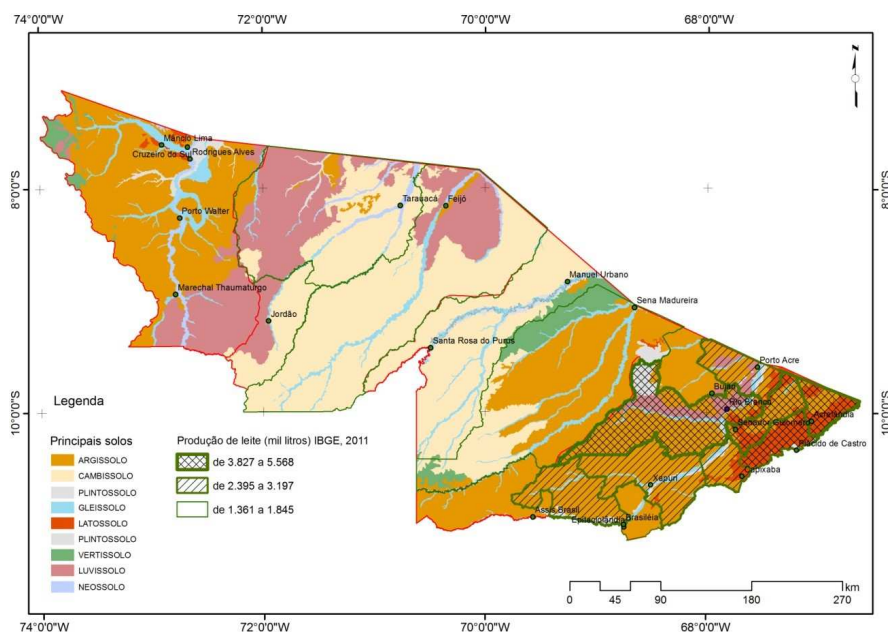 74°0'0"W 72°0'0"W 70°0'0"W 68°0'0"W
N
8°0'0"S 8°0'0"S
10°0'0"S 10°0'0"S
Mâncio Lima
Cruzeiro do Sul
Rodrigues Alves
Porto Walter
Tarauacá
Feijó
Marechal Thaumaturgo
Jordão
Manuel Urbano
Sena Madureira
Santa Rosa do Purus
Porto Acre
Bujari
Rio Branco
Senador Guiomard
Acrelândia
Plácido de Castro
Capixaba
Xapuri
Assis Brasil
Epitaciolândia
Brasiléia
Legenda
Principais solos
ARGISSOLO
CAMBISSOLO
PLINTOSSOLO
GLEISSOLO
LATOSSOLO
PLINTOSSOLO
VERTISSOLO
LUVISSOLO
NEOSSOLO
Produção de leite (mil litros) IBGE, 2011
de 3.827 a 5.568
de 2.395 a 3.197
de 1.361 a 1.845
km
0 45 90 180 270
74°0'0"W 72°0'0"W 70°0'0"W 68°0'0"W